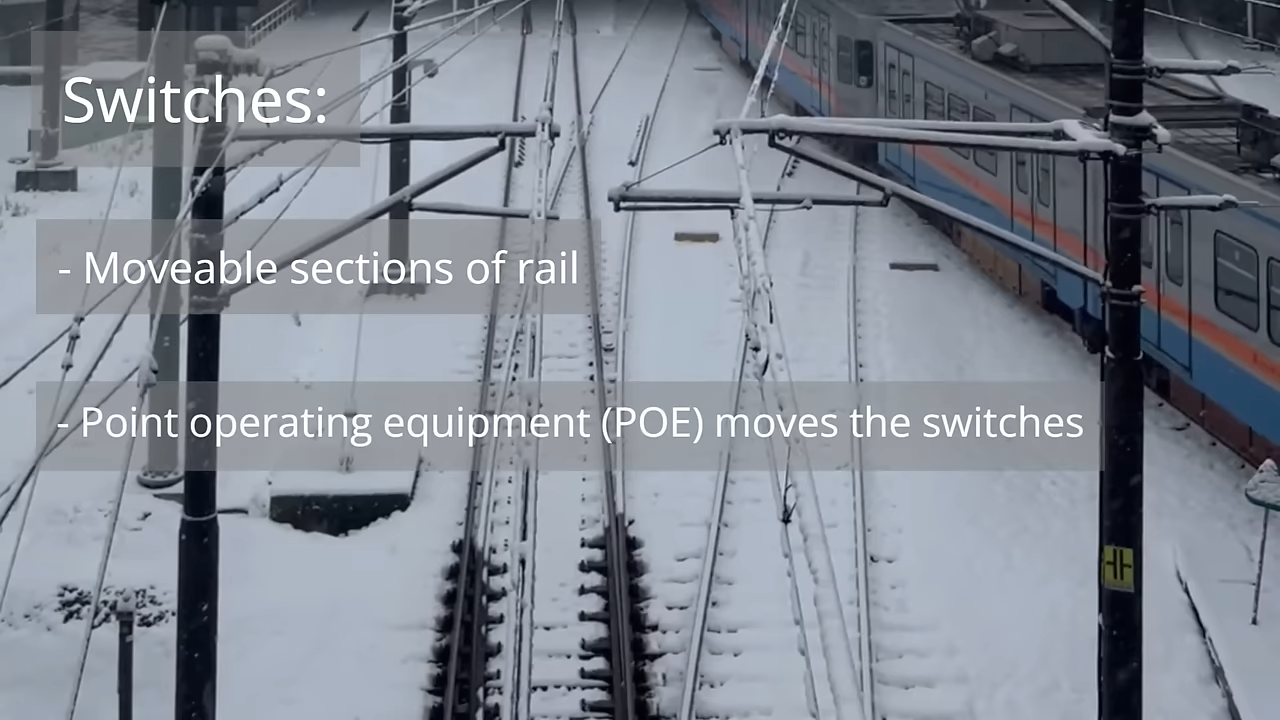 Switches:
- Moveable sections of rail
- Point operating equipment (POE) moves the switches